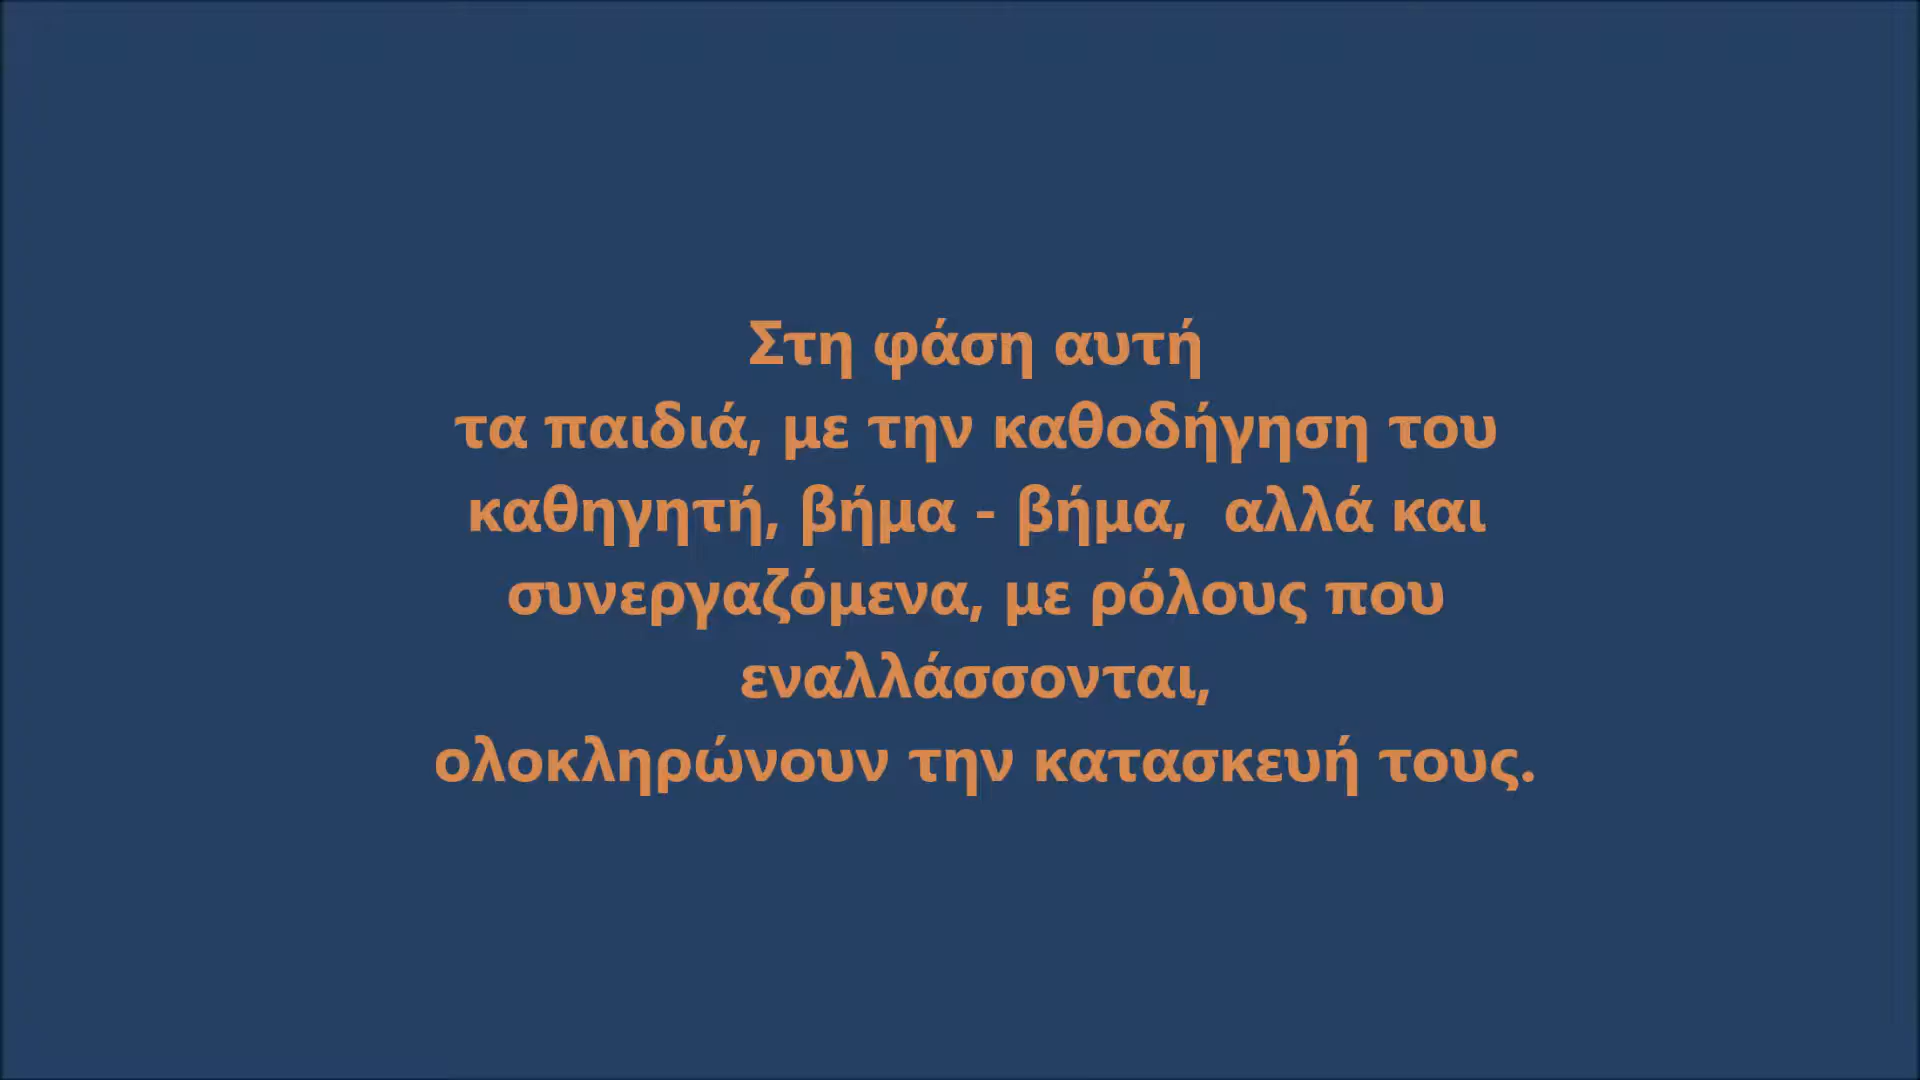 Στη φάση αυτή
τα παιδιά, με την καθοδήγηση του
καθηγητή, βήμα - βήμα,  αλλά και
συνεργαζόμενα, με ρόλους που
εναλλάσσονται,
ολοκληρώνουν την κατασκευή τους.